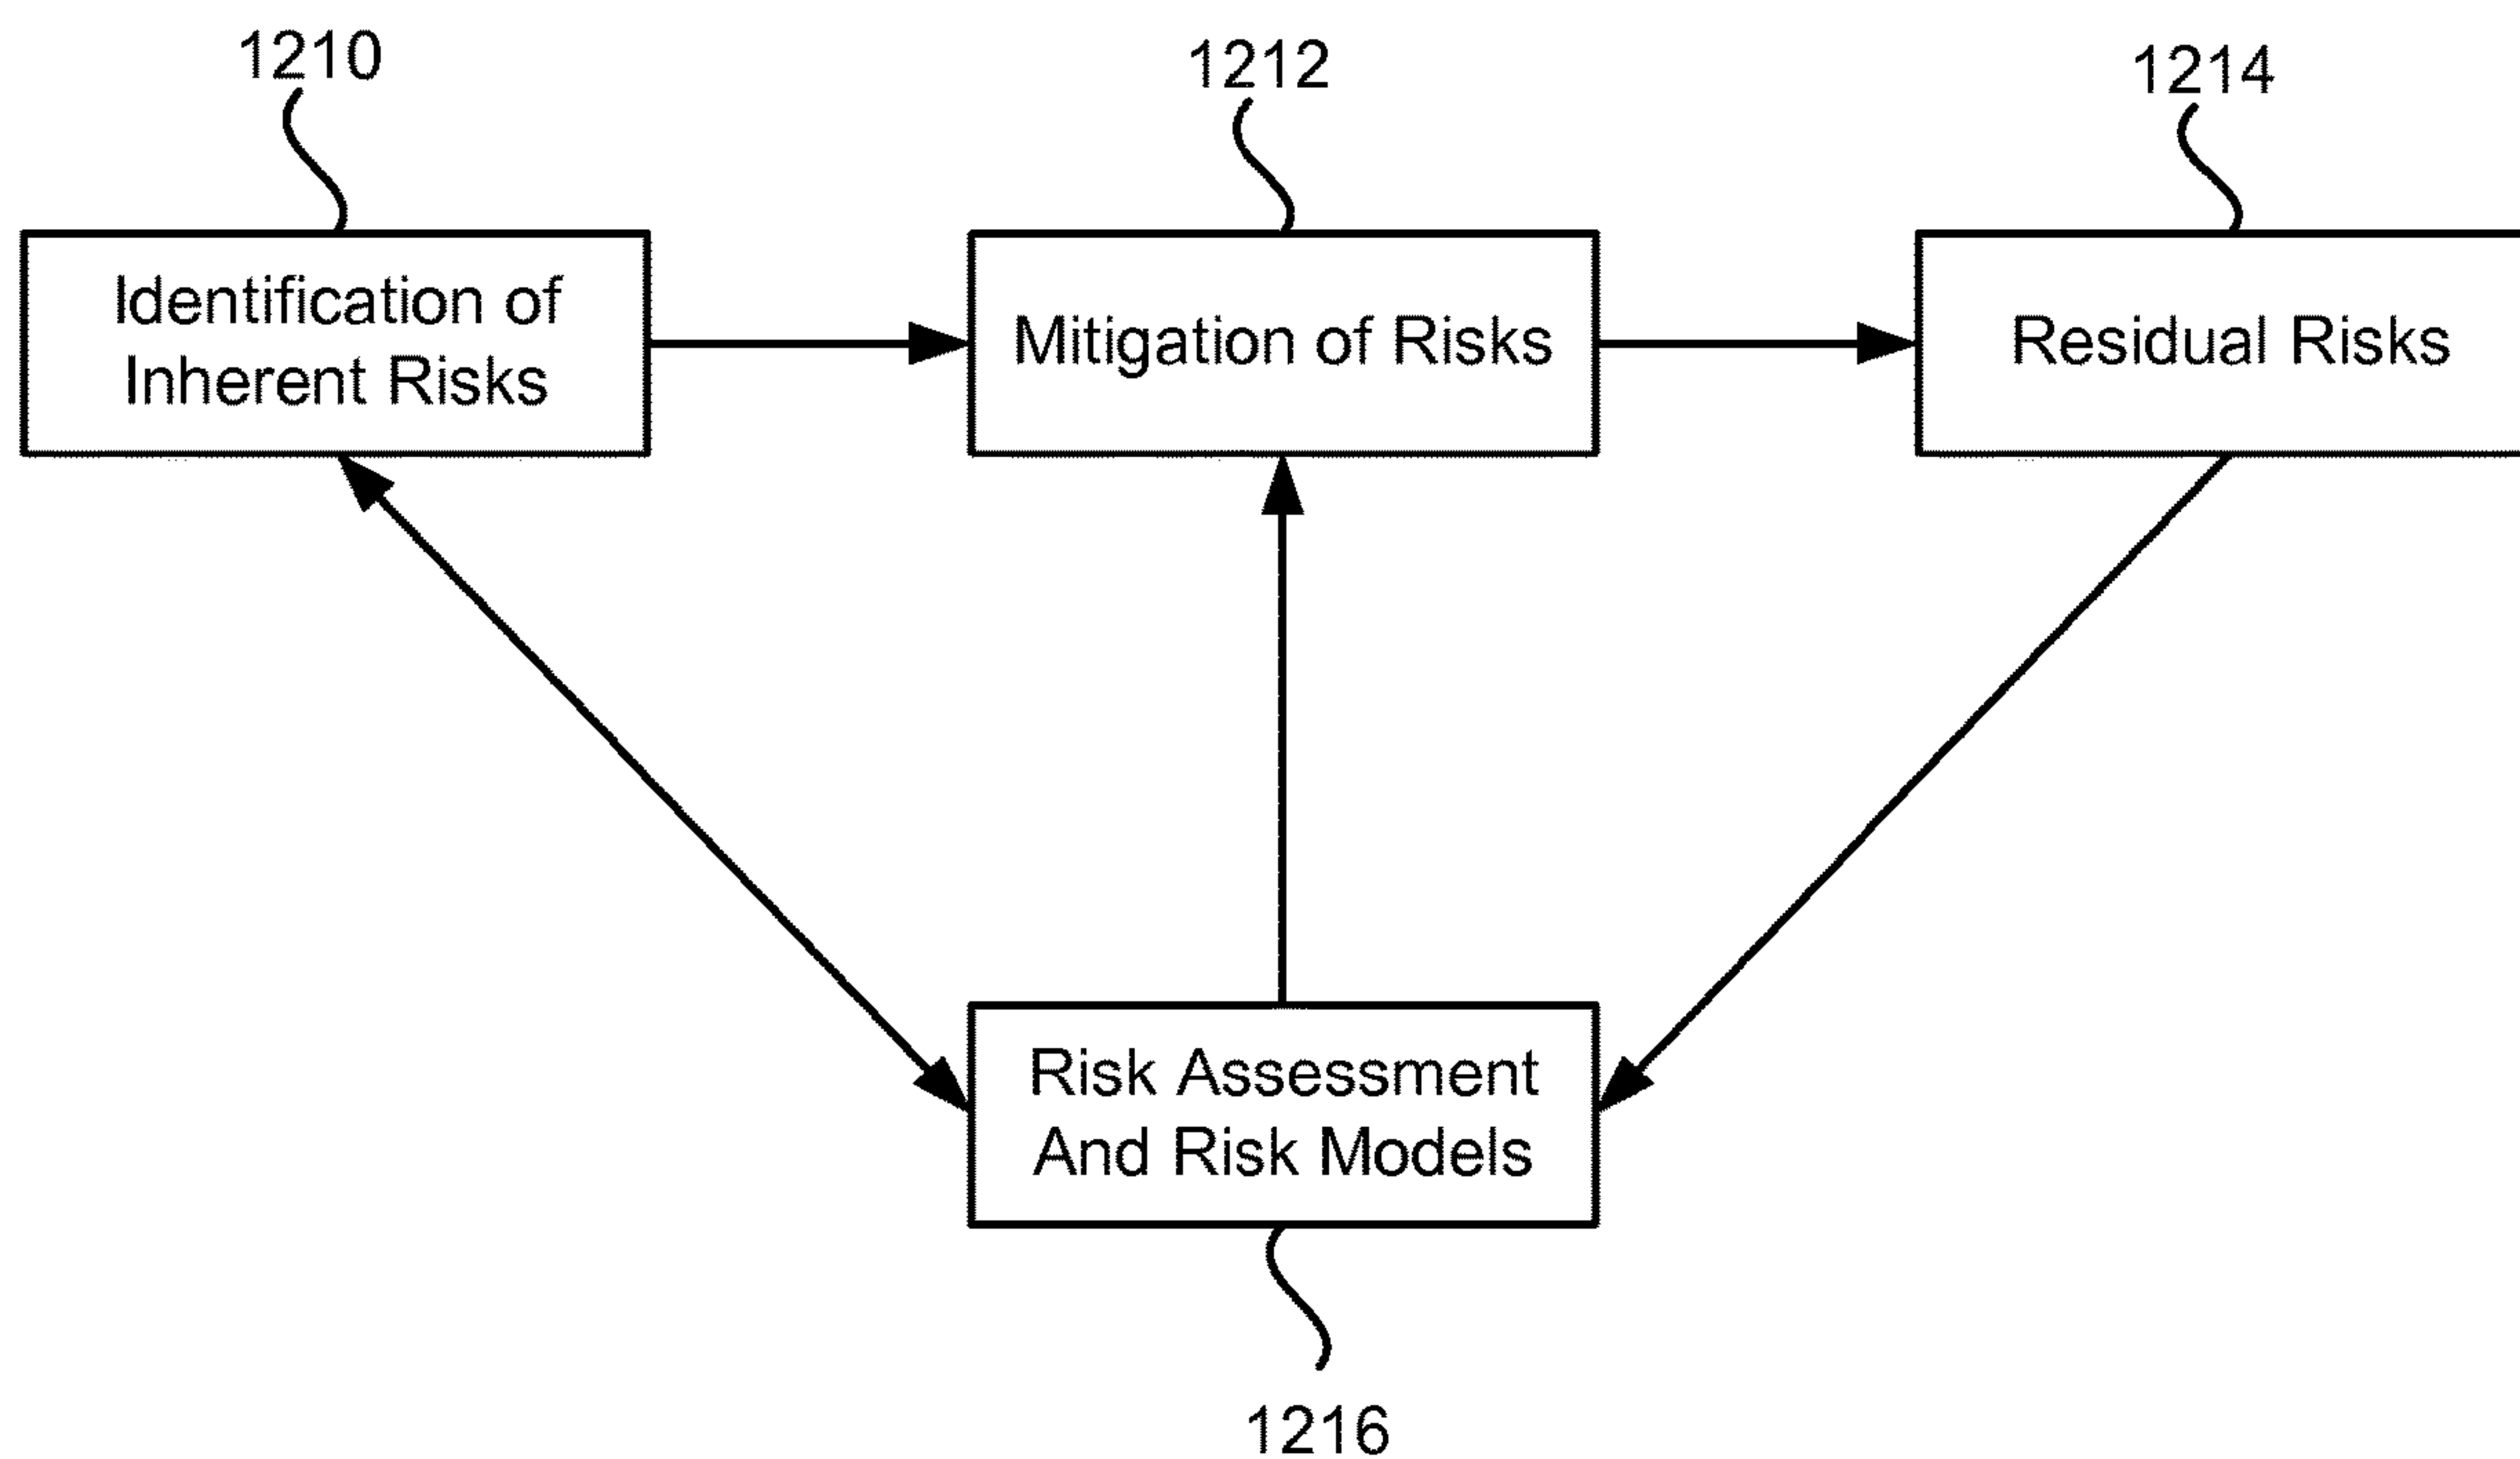 1210
1212
1214
Identification of
Inherent Risks
Mitigation of Risks
Residual Risks
Risk Assessment
And Risk Models
1216